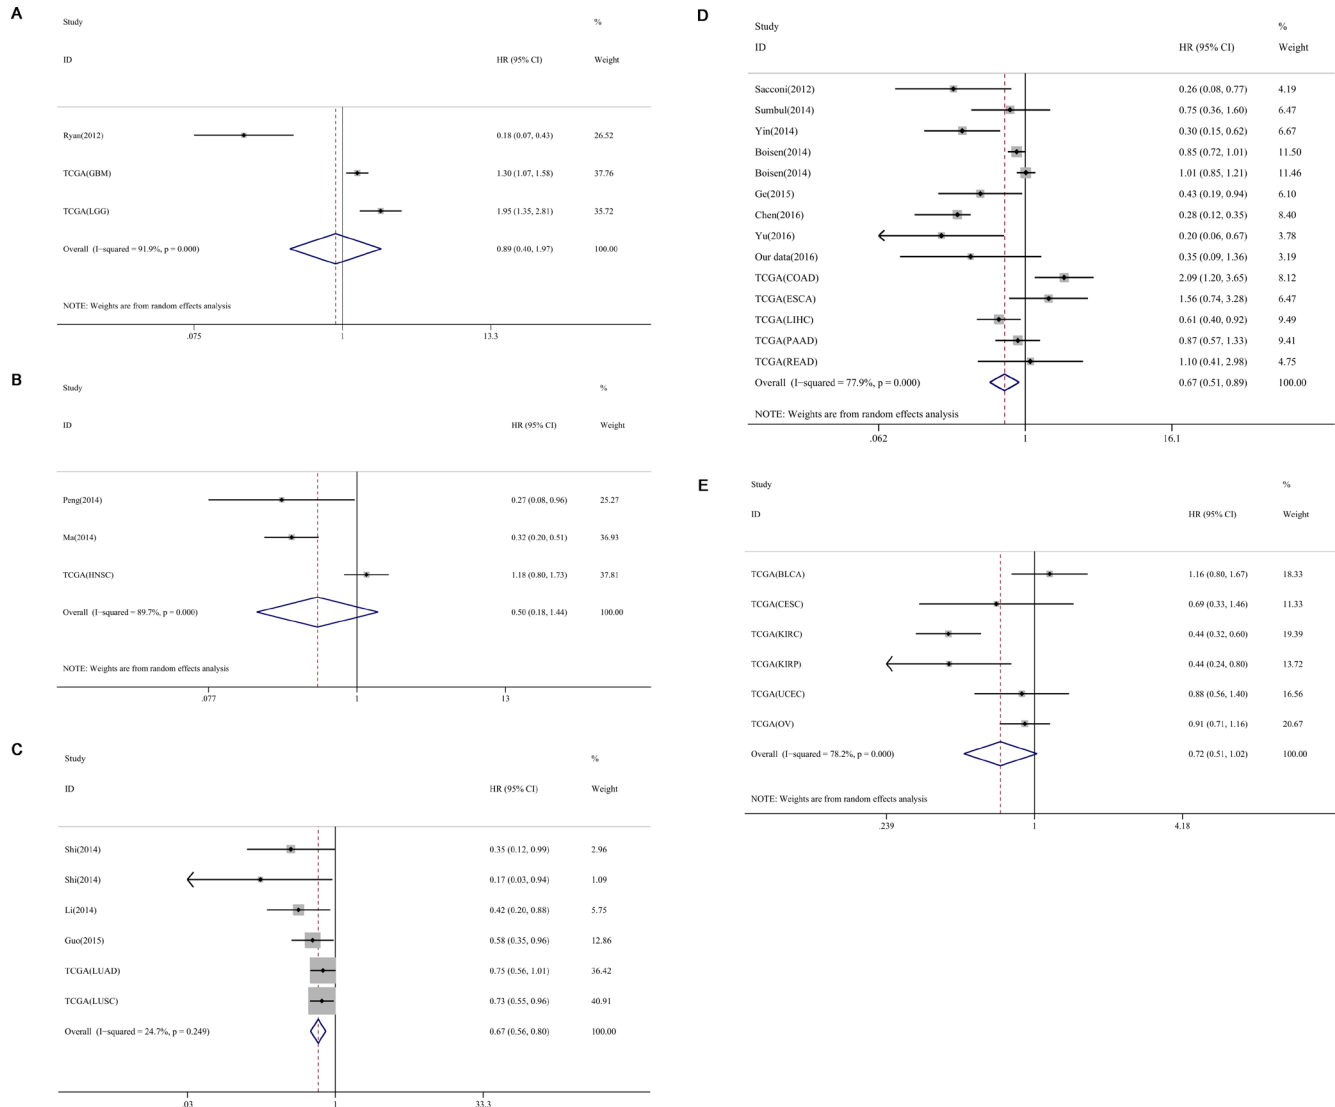 A
Study %
ID HR (95% CI) Weight
Ryan(2012) 0.18 (0.07, 0.43) 26.52
TCGA(GBM) 1.30 (1.07, 1.58) 37.76
TCGA(LGG) 1.95 (1.35, 2.81) 35.72
Overall (I−squared = 91.9%, p = 0.000) 0.89 (0.40, 1.97) 100.00
NOTE: Weights are from random effects analysis
.075 1 13.3
B
Study %
ID HR (95% CI) Weight
Peng(2014) 0.27 (0.08, 0.96) 25.27
Ma(2014) 0.32 (0.20, 0.51) 36.93
TCGA(HNSC) 1.18 (0.80, 1.73) 37.81
Overall (I−squared = 89.7%, p = 0.000) 0.50 (0.18, 1.44) 100.00
NOTE: Weights are from random effects analysis
.077 1 13
C
Study %
ID HR (95% CI) Weight
Shi(2014) 0.35 (0.12, 0.99) 2.96
Shi(2014) 0.17 (0.03, 0.94) 1.09
Li(2014) 0.42 (0.20, 0.88) 5.75
Guo(2015) 0.58 (0.35, 0.96) 12.86
TCGA(LUAD) 0.75 (0.56, 1.01) 36.42
TCGA(LUSC) 0.73 (0.55, 0.96) 40.91
Overall (I−squared = 24.7%, p = 0.249) 0.67 (0.56, 0.80) 100.00
.03 1 33.3
D
Study %
ID HR (95% CI) Weight
Sacconi(2012) 0.26 (0.08, 0.77) 4.19
Sumbul(2014) 0.75 (0.36, 1.60) 6.47
Yin(2014) 0.30 (0.15, 0.62) 6.67
Boisen(2014) 0.85 (0.72, 1.01) 11.50
Boisen(2014) 1.01 (0.85, 1.21) 11.46
Ge(2015) 0.43 (0.19, 0.94) 6.10
Chen(2016) 0.28 (0.12, 0.35) 8.40
Yu(2016) 0.20 (0.06, 0.67) 3.78
Our data(2016) 0.35 (0.09, 1.36) 3.19
TCGA(COAD) 2.09 (1.20, 3.65) 8.12
TCGA(ESCA) 1.56 (0.74, 3.28) 6.47
TCGA(LIHC) 0.61 (0.40, 0.92) 9.49
TCGA(PAAD) 0.87 (0.57, 1.33) 9.41
TCGA(READ) 1.10 (0.41, 2.98) 4.75
Overall (I−squared = 77.9%, p = 0.000) 0.67 (0.51, 0.89) 100.00
NOTE: Weights are from random effects analysis
.062 1 16.1
E
Study %
ID HR (95% CI) Weight
TCGA(BLCA) 1.16 (0.80, 1.67) 18.33
TCGA(CESC) 0.69 (0.33, 1.46) 11.33
TCGA(KIRC) 0.44 (0.32, 0.60) 19.39
TCGA(KIRP) 0.44 (0.24, 0.80) 13.72
TCGA(UCEC) 0.88 (0.56, 1.40) 16.56
TCGA(OV) 0.91 (0.71, 1.16) 20.67
Overall (I−squared = 78.2%, p = 0.000) 0.72 (0.51, 1.02) 100.00
NOTE: Weights are from random effects analysis
.239 1 4.18